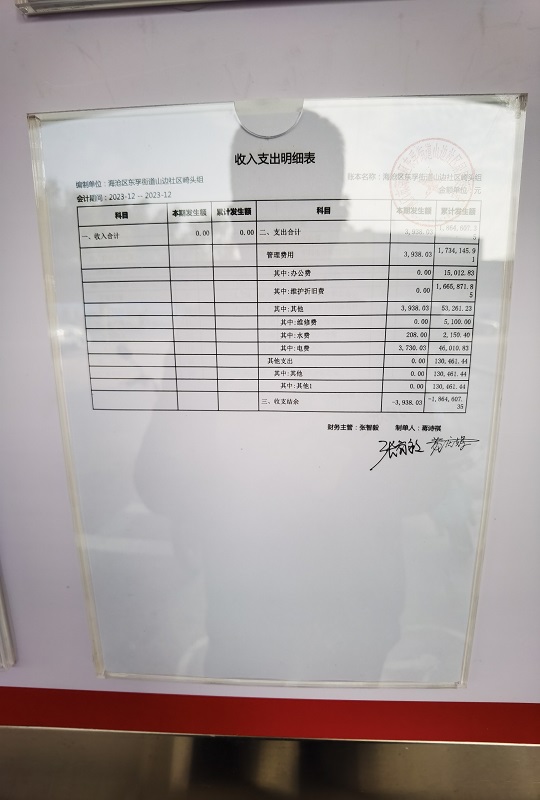 收入支出明细表
编制单位：海沧区东孚街道山边社区崎头组 账本名称：海沧区东孚街道山边社区崎头组
会计期间：2023-12 — 2023-12 金额单位：元
科目 本期发生额 累计发生额 科目 本期发生额 累计发生额
一、收入合计 0.00 0.00 二、支出合计 3,938.03 1,864,607.35
管理费用 3,938.03 1,734,145.91
其中:办公费 0.00 15,012.83
其中:维护折旧费 0.00 1,665,871.85
其中:其他 3,938.03 53,261.23
其中:维修费 0.00 5,100.00
其中:水费 208.00 2,150.40
其中:电费 3,730.03 46,010.83
其他支出 0.00 130,461.44
其中:其他 0.00 130,461.44
其中:其他1 0.00 130,461.44
三、收支结余 -3,938.03 -1,864,607.35
财务主管：张智毅 制单人：蒋诗祺